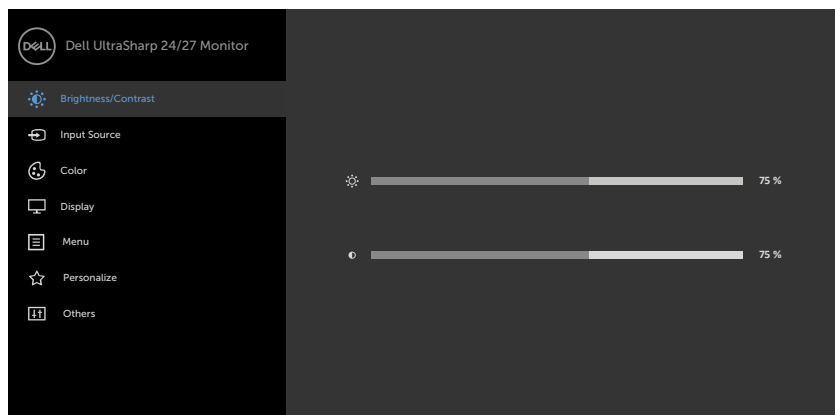 DELL
Dell UltraSharp 24/27 Monitor
Brightness/Contrast
Input Source
Color
75 %
Display
Menu
75 %
Personalize
Others